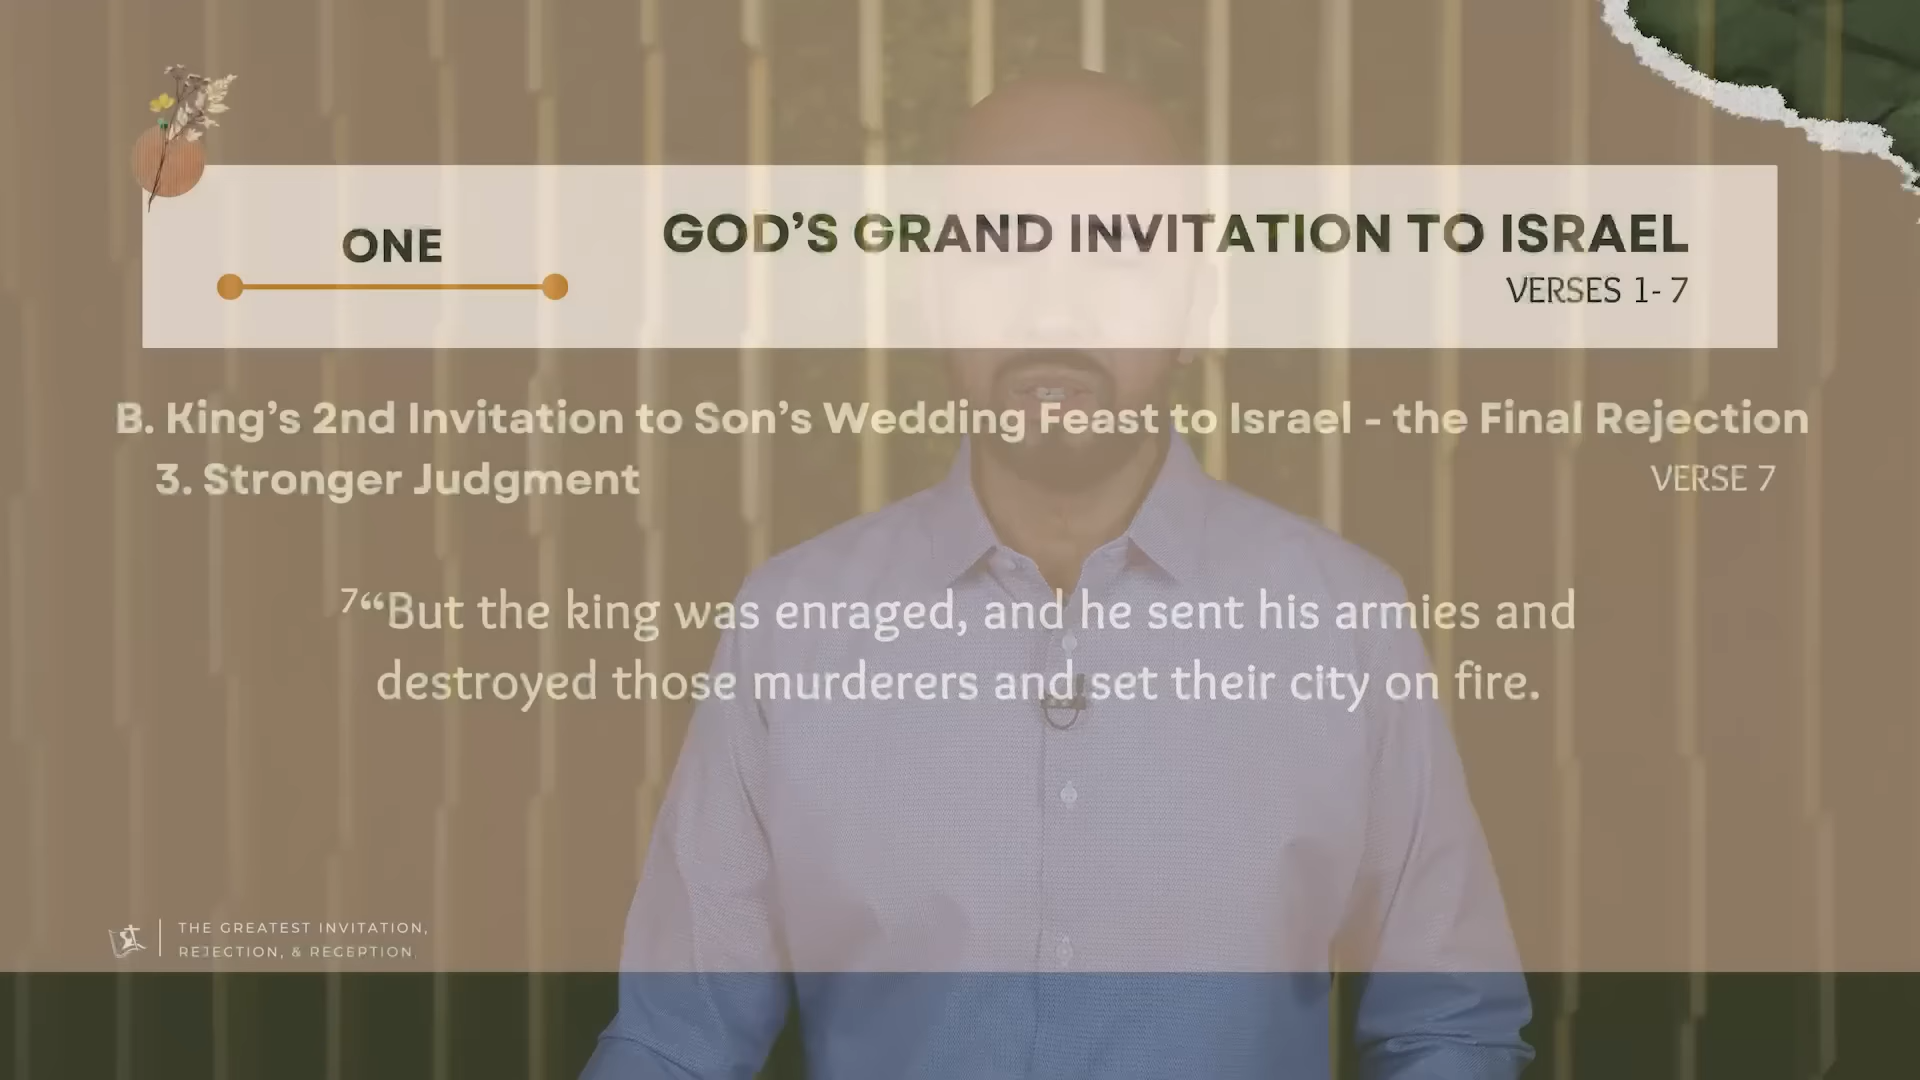 ONE
GOD’S GRAND INVITATION TO ISRAEL
VERSES 1- 7
B. King’s 2nd Invitation to Son’s Wedding Feast to Israel - the Final Rejection
3. Stronger Judgment
VERSE 7
7“But the king was enraged, and he sent his armies and
destroyed those murderers and set their city on fire.
THE GREATEST INVITATION,
REJECTION, & RECEPTION